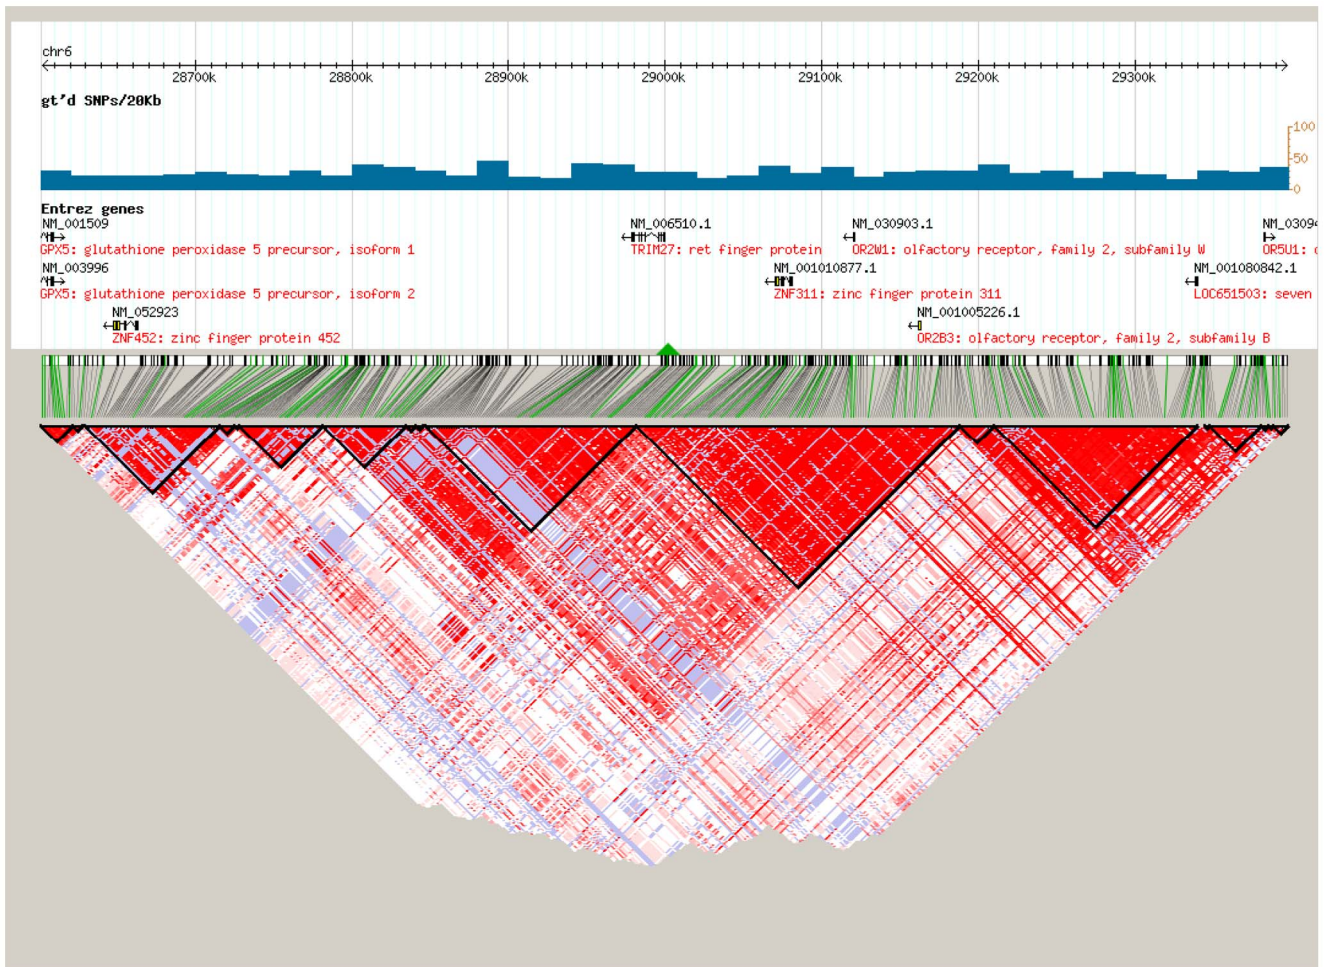 chr6
28700k 28800k 28900k 29000k 29100k 29200k 29300k
gt'd SNPs/20Kb
100
50
0
Entrez genes
NM_001509 NM_006510.1 NM_030903.1 NM_0309
GPX5: glutathione peroxidase 5 precursor, isoform 1 TRIM27: ret finger protein OR2W1: olfactory receptor, family 2, subfamily W OR5U1:
NM_003996 NM_001010877.1 NM_001080842.1
GPX5: glutathione peroxidase 5 precursor, isoform 2 ZNF311: zinc finger protein 311 LOC651503: seven
NM_052923 NM_001005226.1
ZNF452: zinc finger protein 452 OR2B3: olfactory receptor, family 2, subfamily B